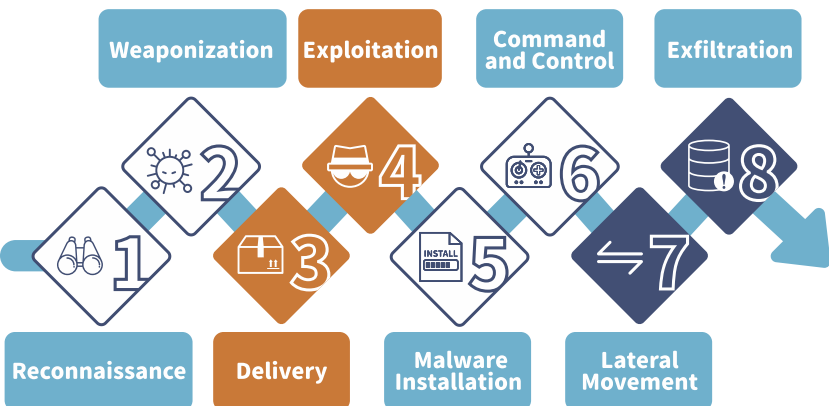 Weaponization
Exploitation
Command
and Control
Exfiltration
2
4
6
8
1
3
INSTALL
5
7
!
Reconnaissance
Delivery
Malware
Installation
Lateral
Movement